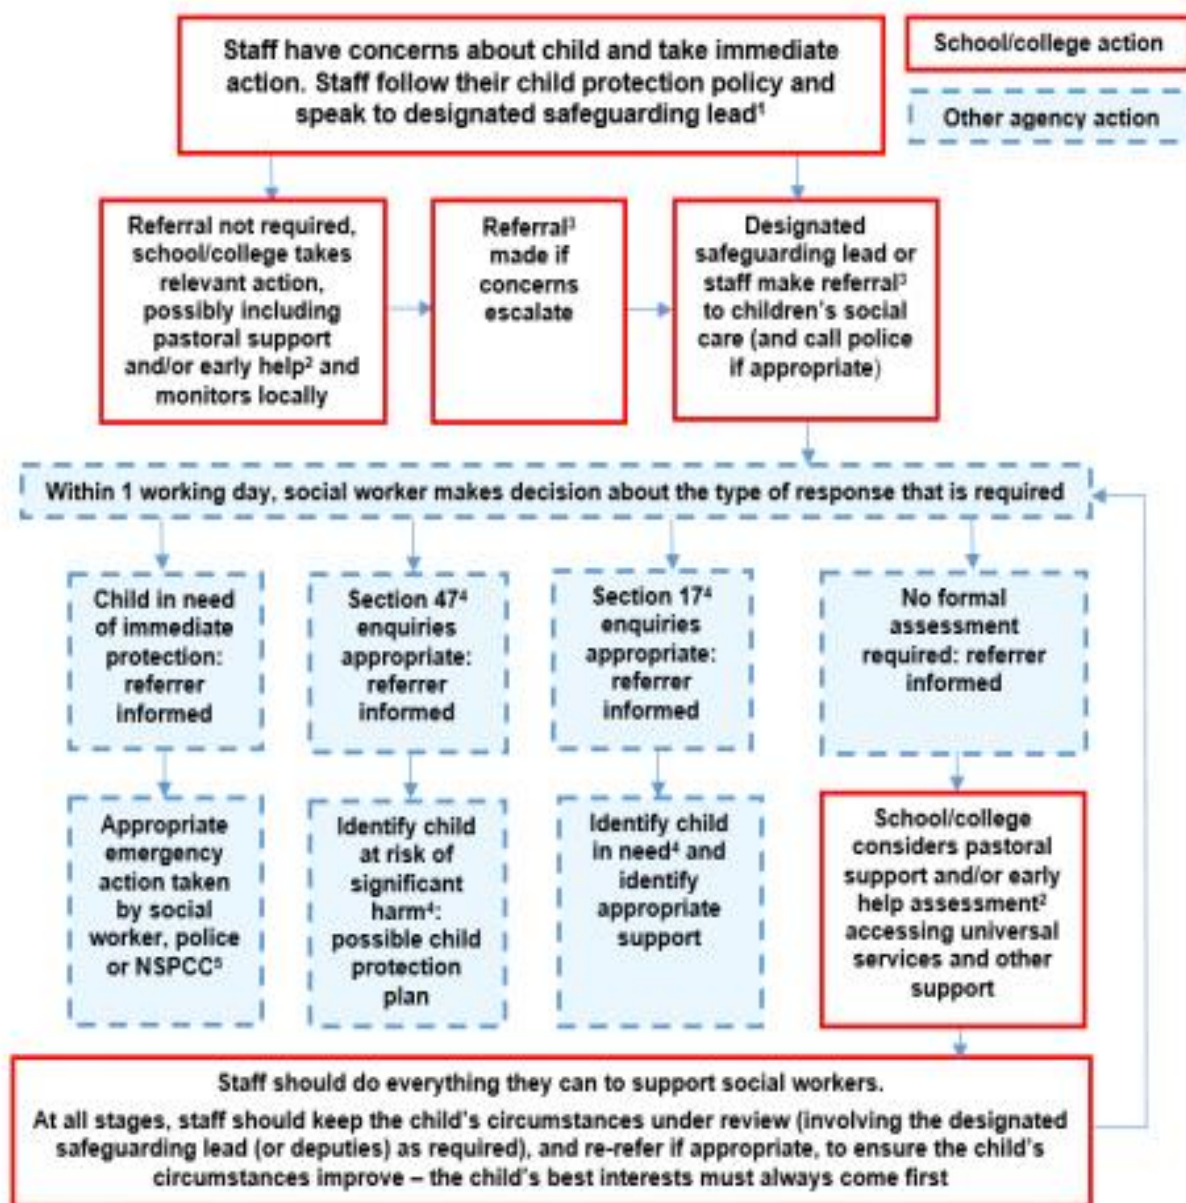 Staff have concerns about child and take immediate
action. Staff follow their child protection policy and
speak to designated safeguarding lead¹
School/college action
Other agency action
Referral not required,
school/college takes
relevant action,
possibly including
pastoral support
and/or early help² and
monitors locally
Referral³
made if
concerns
escalate
Designated
safeguarding lead or
staff make referral³
to children’s social
care (and call police
if appropriate)
Within 1 working day, social worker makes decision about the type of response that is required
Child in need
of immediate
protection:
referrer
informed
Section 47⁴
enquiries
appropriate:
referrer
informed
Section 17⁴
enquiries
appropriate:
referrer
informed
No formal
assessment
required: referrer
informed
Appropriate
emergency
action taken
by social
worker, police
or NSPCC⁵
Identify child
at risk of
significant
harm⁴:
possible child
protection
plan
Identify child
in need⁴ and
identify
appropriate
support
School/college
considers pastoral
support and/or early
help assessment²
accessing universal
services and other
support
Staff should do everything they can to support social workers.
At all stages, staff should keep the child’s circumstances under review (involving the designated
safeguarding lead (or deputies) as required), and re-refer if appropriate, to ensure the child’s
circumstances improve – the child’s best interests must always come first